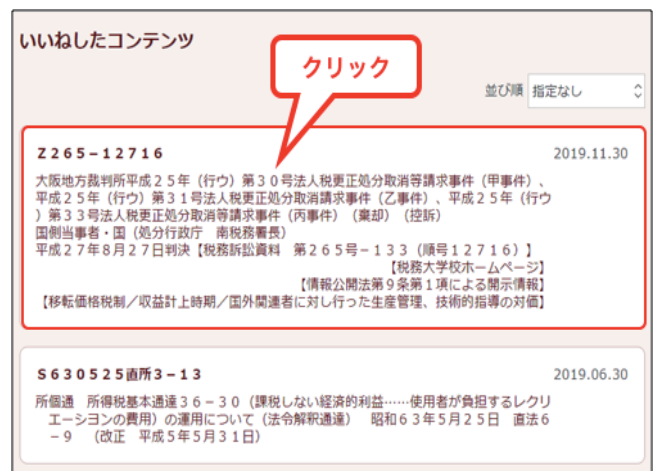 いいねしたコンテンツ
クリック
並び順 指定なし
Z265-12716 2019.11.30
大阪地方裁判所平成25年(行ウ)第30号法人税更正処分取消等請求事件(甲事件)、
平成25年(行ウ)第31号法人税更正処分取消請求事件(乙事件)、平成25年(行ウ
)第33号法人税更正処分取消等請求事件(丙事件)(棄却)(控訴)
国側当事者・国(処分行政庁 南税務署長)
平成27年8月27日判決【税務訴訟資料 第265号-133(順号12716)】
【税務大学校ホームページ】
【情報公開法第9条第1項による開示情報】
【移転価格税制/収益計上時期/国外関連者に対し行った生産管理、技術的指導の対価】
S630525直所3-13 2019.06.30
所個通 所得税基本通達36-30(課税しない経済的利益……使用者が負担するレクリ
エーシヨンの費用)の運用について(法令解釈通達) 昭和63年5月25日 直法6
-9 (改正 平成5年5月31日)